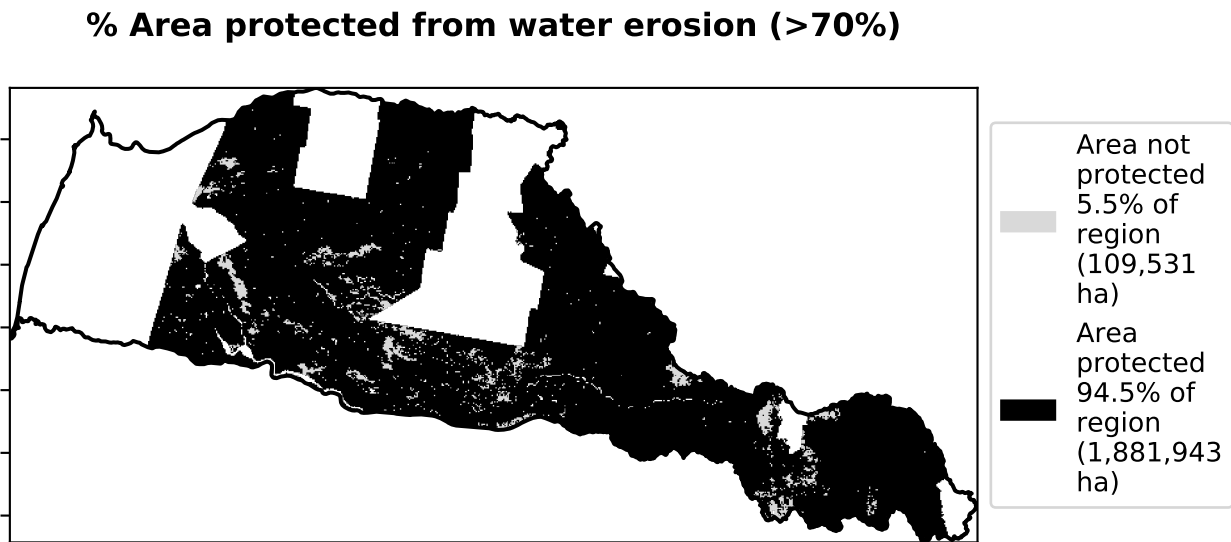 % Area protected from water erosion (>70%)
Area not
protected
5.5% of
region
(109,531
ha)
Area
protected
94.5% of
region
(1,881,943
ha)